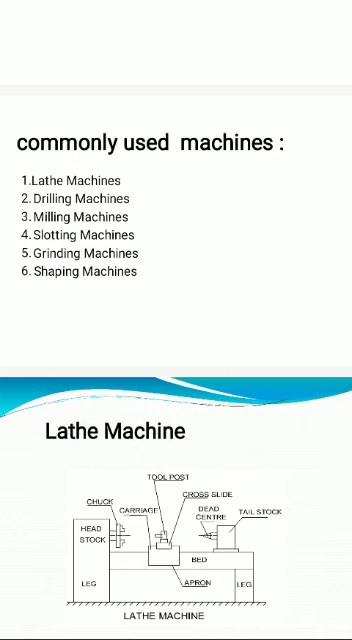 commonly used machines :
1.Lathe Machines
2. Drilling Machines
3. Milling Machines
4. Slotting Machines
5. Grinding Machines
6. Shaping Machines
Lathe Machine
TOOL POST
CROSS SLIDE
CHUCK
CARRIAGE
DEAD
CENTRE
TAIL STOCK
HEAD
STOCK
BED
LEG
APRON
LEG
LATHE MACHINE